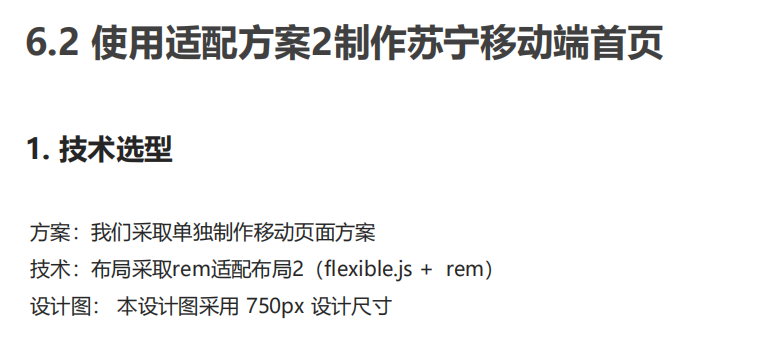 6.2 使用适配方案2制作苏宁移动端首页
1. 技术选型
方案：我们采取单独制作移动页面方案
技术：布局采取rem适配布局2（flexible.js + rem）
设计图： 本设计图采用 750px 设计尺寸